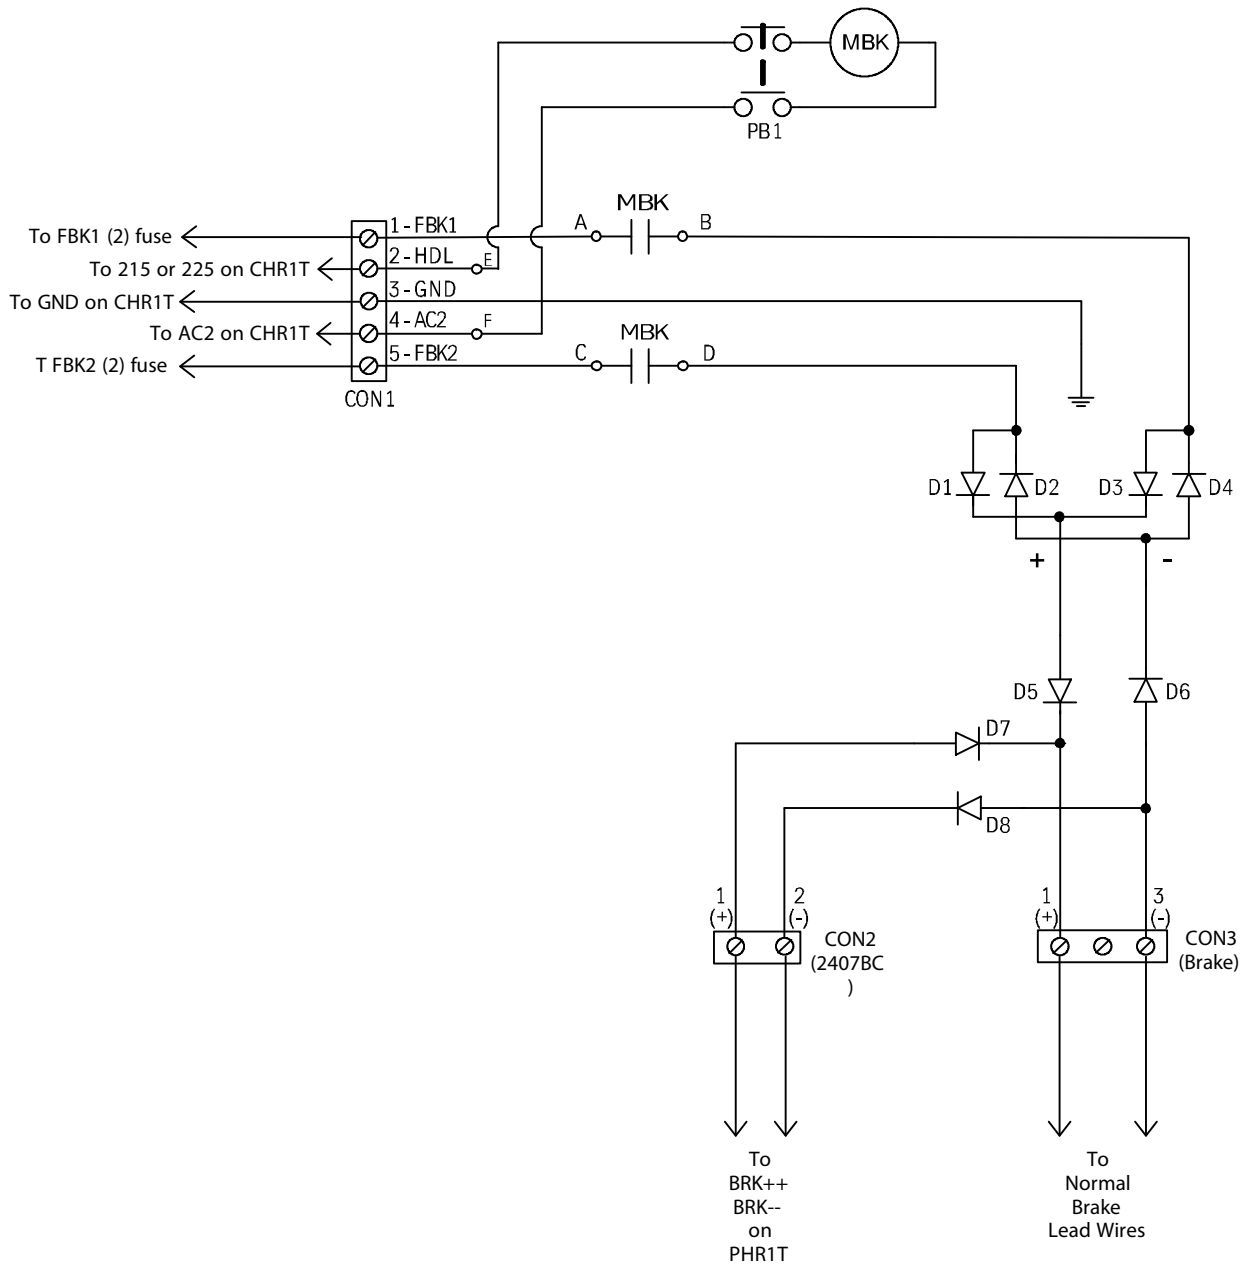 MBK
PB1
MBK
To FBK1 (2) fuse
1-FBK1
A
B
To 215 or 225 on CHR1T
2-HDL
E
To GND on CHR1T
3-GND
To AC2 on CHR1T
4-AC2
F
MBK
T FBK2 (2) fuse
5-FBK2
C
D
CON1
D1
D2
D3
D4
+
-
D5
D6
D7
D8
1
(+)
2
(-)
CON2
(2407BC
)
1
(+)
3
(-)
CON3
(Brake)
To
BRK++
BRK--
on
PHR1T
To
Normal
Brake
Lead Wires